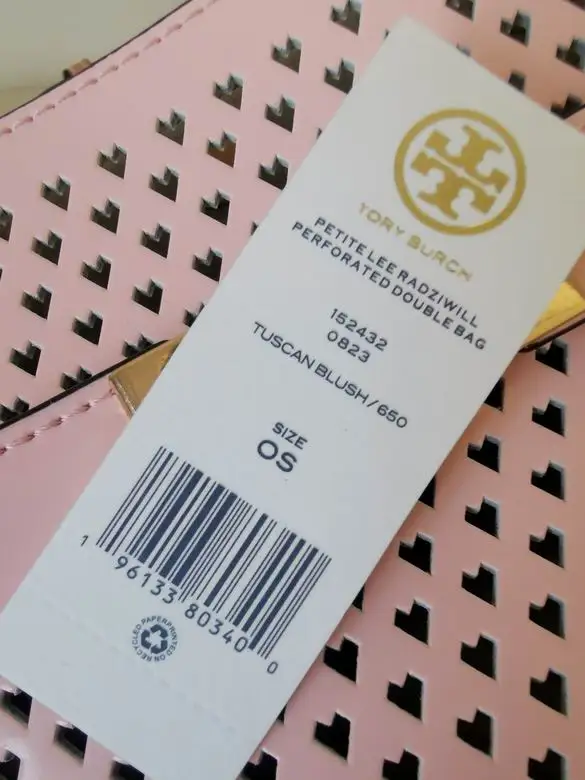 TORY BURCH
PETITE LEE RADZIWILL
PERFORATED DOUBLE BAG
152432
0823
TUSCAN BLUSH / 650
SIZE
OS
1 96133 80340 0
PRINTED ON RECYCLED PAPER